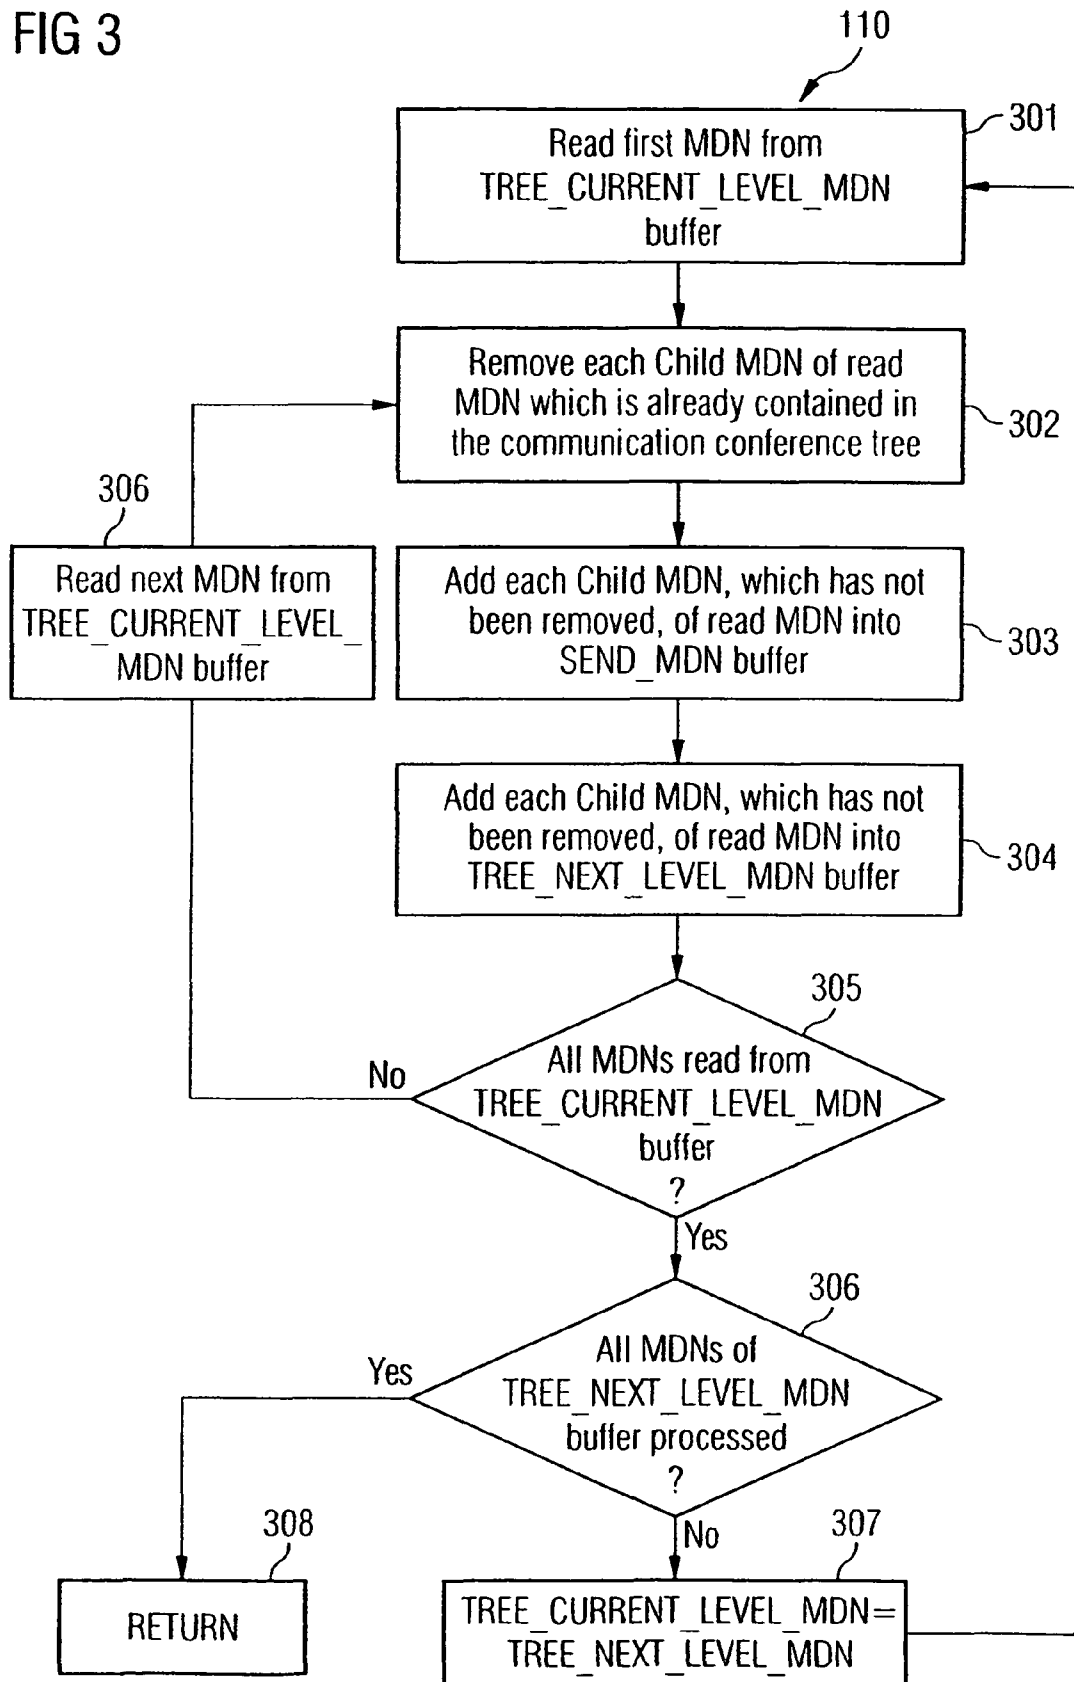 FIG 3
110
301
Read first MDN from
TREE_CURRENT_LEVEL_MDN
buffer
Remove each Child MDN of read
MDN which is already contained in
the communication conference tree
302
306
Read next MDN from
TREE_CURRENT_LEVEL_
MDN buffer
Add each Child MDN, which has not
been removed, of read MDN into
SEND_MDN buffer
303
Add each Child MDN, which has not
been removed, of read MDN into
TREE_NEXT_LEVEL_MDN buffer
304
305
No
All MDNs read from
TREE_CURRENT_LEVEL_MDN
buffer
?
Yes
306
Yes
All MDNs of
TREE_NEXT_LEVEL_MDN
buffer processed
?
No
308
RETURN
307
TREE_CURRENT_LEVEL_MDN=
TREE_NEXT_LEVEL_MDN